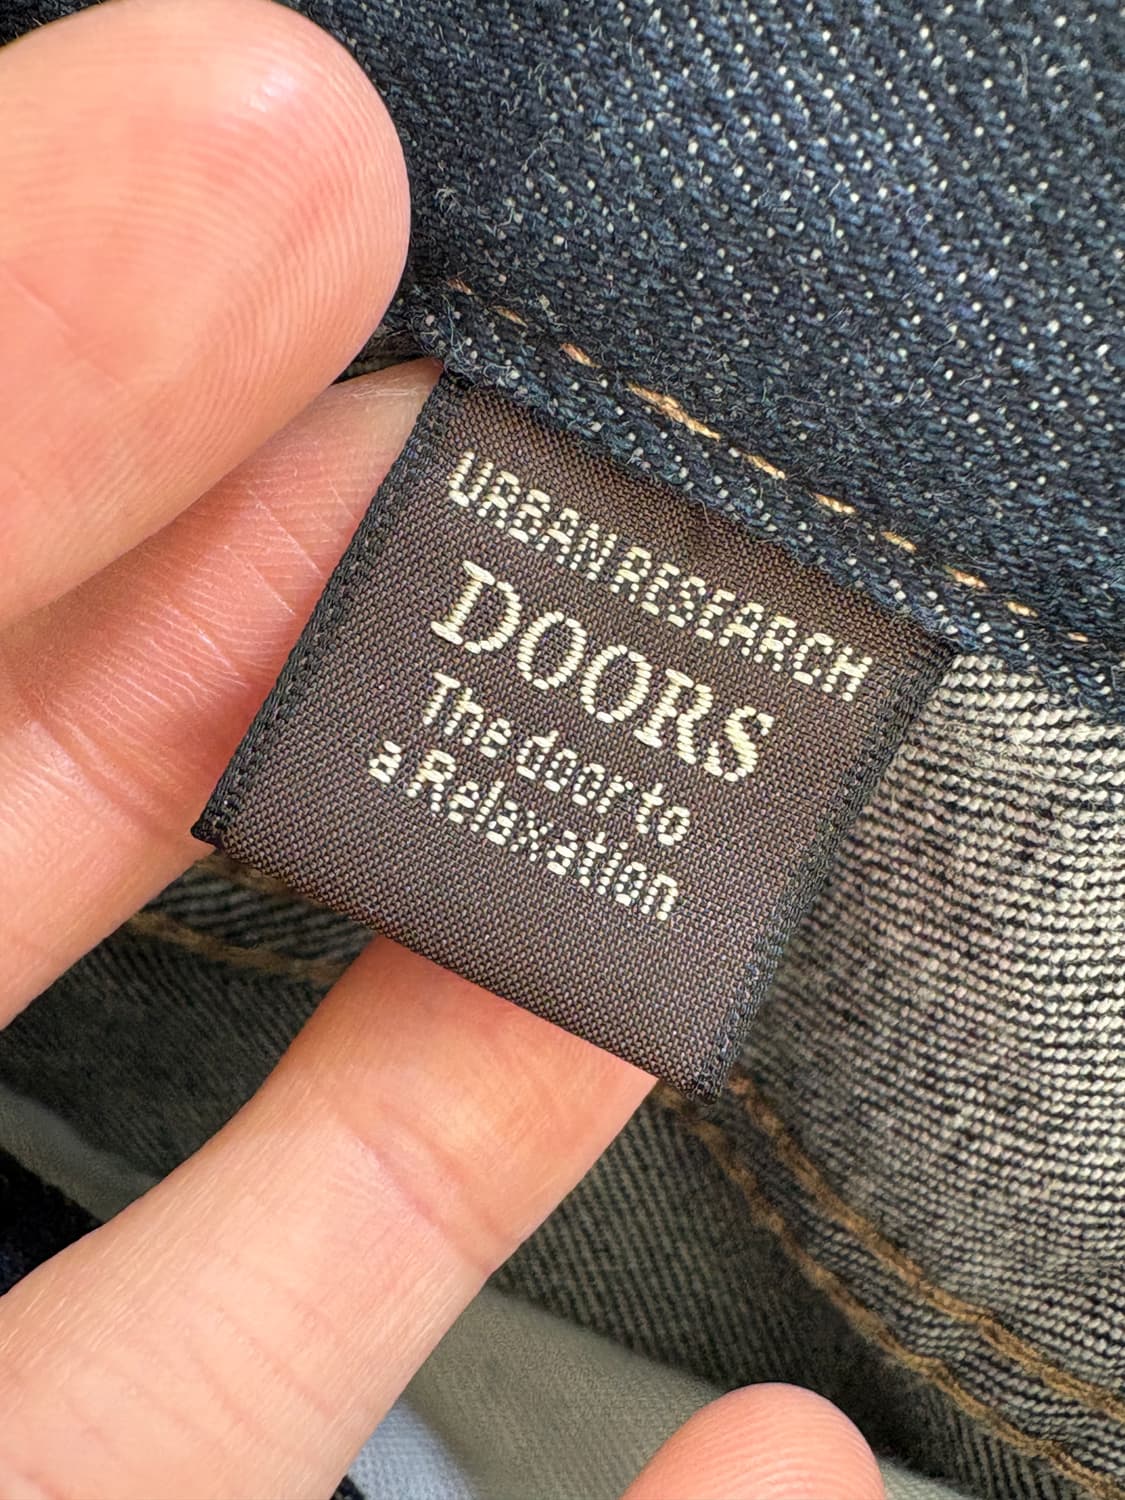 URBAN RESEARCH
DOORS
The door to
a Relaxation